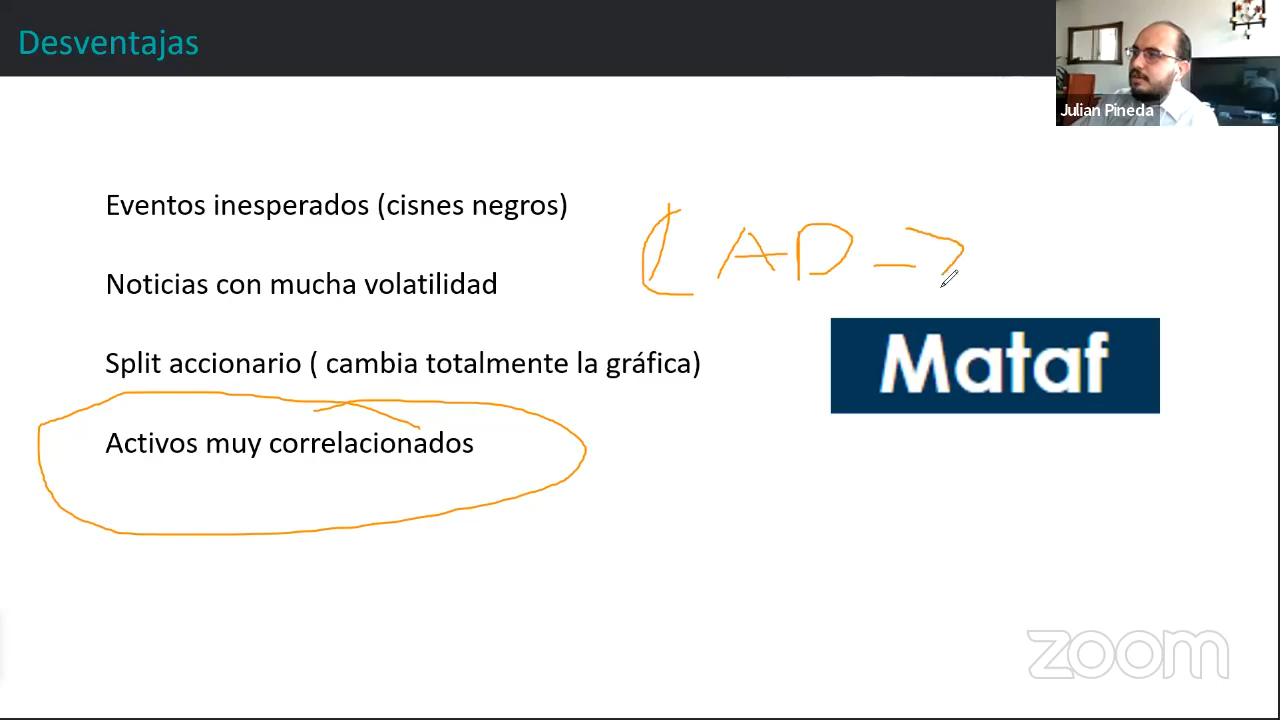 Desventajas
Julian Pineda
Eventos inesperados (cisnes negros)
CAD ->
Noticias con mucha volatilidad
Mataf
Split accionario ( cambia totalmente la gráfica)
Activos muy correlacionados
zoom